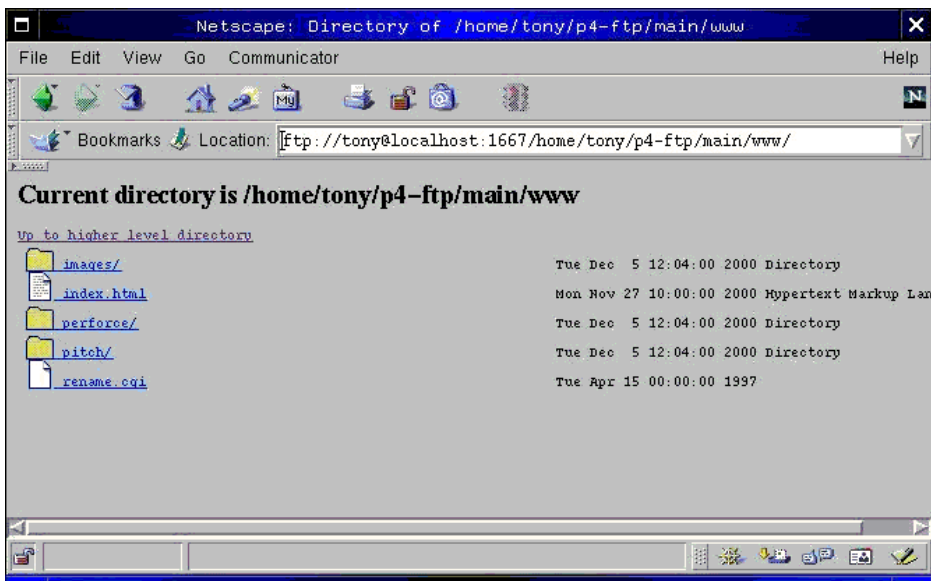 Netscape: Directory of /home/tony/p4-ftp/main/www
File Edit View Go Communicator Help
My N
Bookmarks Location: ftp://tony@localhost:1667/home/tony/p4-ftp/main/www/
Current directory is /home/tony/p4-ftp/main/www
Up to higher level directory
images/ Tue Dec 5 12:04:00 2000 Directory
index.html Mon Nov 27 10:00:00 2000 Hypertext Markup Lan
perforce/ Tue Dec 5 12:04:00 2000 Directory
pitch/ Tue Dec 5 12:04:00 2000 Directory
rename.cgi Tue Apr 15 00:00:00 1997